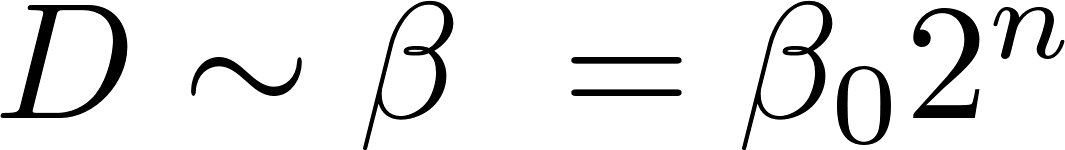 D ∼ β = β₀2ⁿ